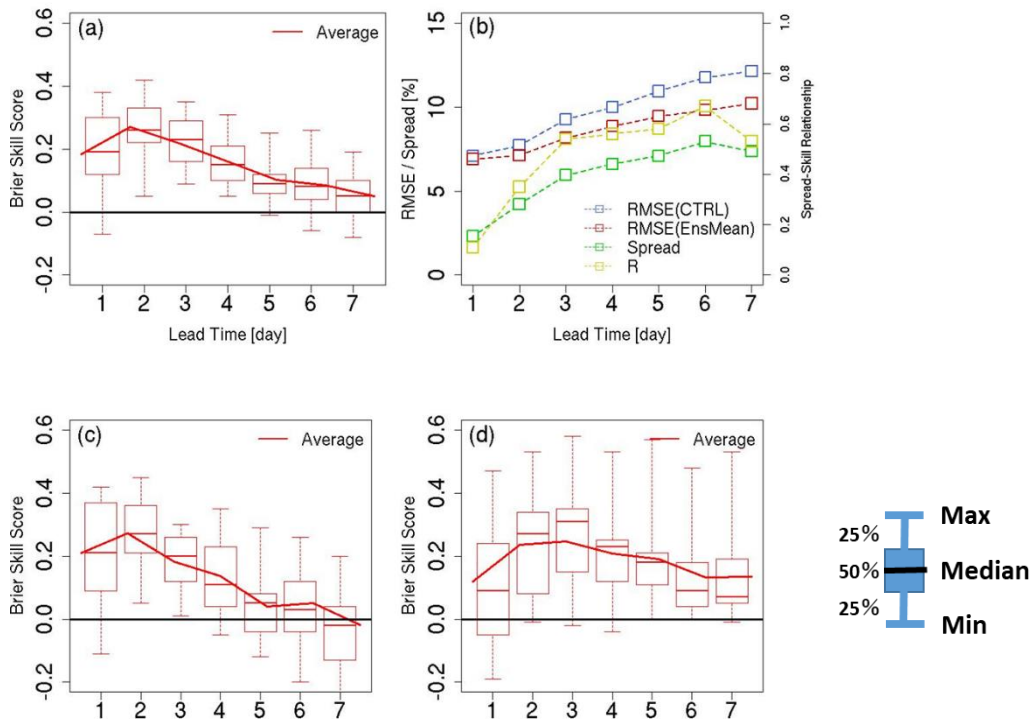 (a)
Average
Brier Skill Score
0.6
0.4
0.2
0.0
-0.2
1 2 3 4 5 6 7
Lead Time [day]
(b)
RMSE / Spread [%]
15
10
5
0
Spread-Skill Relationship
1.0
0.8
0.6
0.4
0.2
0.0
RMSE(CTRL)
RMSE(EnsMean)
Spread
R
1 2 3 4 5 6 7
Lead Time [day]
(c)
Average
Brier Skill Score
0.6
0.4
0.2
0.0
-0.2
1 2 3 4 5 6 7
(d)
Average
Brier Skill Score
0.6
0.4
0.2
0.0
-0.2
1 2 3 4 5 6 7
Max
25%
50% Median
25%
Min